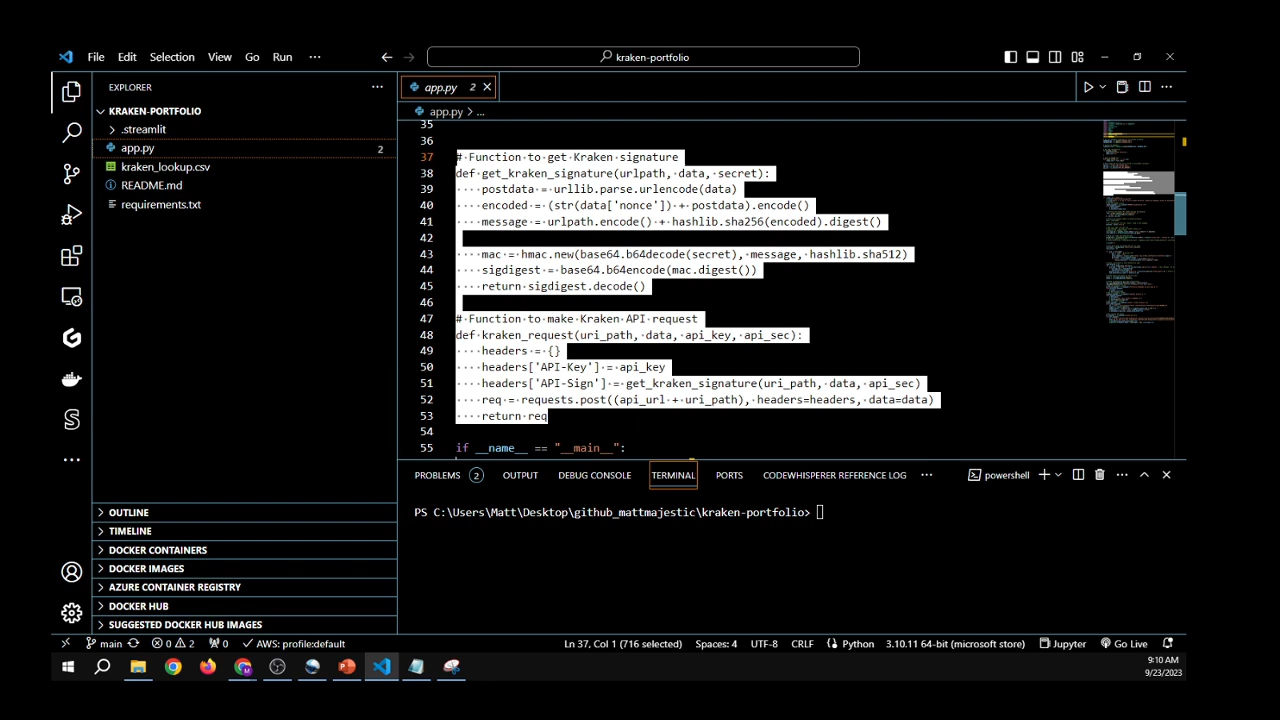 File Edit Selection View Go Run ··· kraken-portfolio
EXPLORER ···
KRAKEN-PORTFOLIO
.streamlit
app.py 2
kraken_lookup.csv
README.md
requirements.txt
OUTLINE
TIMELINE
DOCKER CONTAINERS
DOCKER IMAGES
AZURE CONTAINER REGISTRY
DOCKER HUB
SUGGESTED DOCKER HUB IMAGES
app.py 2
app.py > ...
35
36
37 # Function to get Kraken signature
38 def get_kraken_signature(urlpath, data, secret):
39 postdata = urllib.parse.urlencode(data)
40 encoded = (str(data['nonce']) + postdata).encode()
41 message = urlpath.encode() + hashlib.sha256(encoded).digest()
42
43 mac = hmac.new(base64.b64decode(secret), message, hashlib.sha512)
44 sigdigest = base64.b64encode(mac.digest())
45 return sigdigest.decode()
46
47 # Function to make Kraken API request
48 def kraken_request(uri_path, data, api_key, api_sec):
49 headers = {}
50 headers['API-Key'] = api_key
51 headers['API-Sign'] = get_kraken_signature(uri_path, data, api_sec)
52 req = requests.post((api_url + uri_path), headers=headers, data=data)
53 return req
54
55 if __name__ == "__main__":
PROBLEMS 2 OUTPUT DEBUG CONSOLE TERMINAL PORTS CODEWHISPERER REFERENCE LOG ··· powershell
PS C:\Users\Matt\Desktop\github_mattmajestic\kraken-portfolio>
main 0 2 0 AWS: profile:default Ln 37, Col 1 (716 selected) Spaces: 4 UTF-8 CRLF Python 3.10.11 64-bit (microsoft store) Jupyter Go Live
9:10 AM
9/23/2023